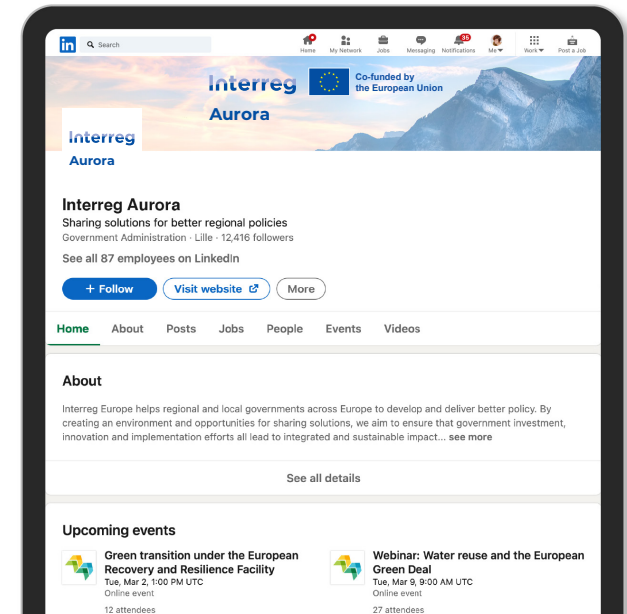 in
Search
Home
My Network
Jobs
Messaging
35
Notifications
Me
Work
Post a Job
Interreg
Co-funded by
the European Union
Aurora
Interreg
Aurora
Interreg Aurora
Sharing solutions for better regional policies
Government Administration · Lille · 12,416 followers
See all 87 employees on LinkedIn
+ Follow
Visit website
More
Home
About
Posts
Jobs
People
Events
Videos
About
Interreg Europe helps regional and local governments across Europe to develop and deliver better policy. By
creating an environment and opportunities for sharing solutions, we aim to ensure that government investment,
innovation and implementation efforts all lead to integrated and sustainable impact... see more
See all details
Upcoming events
Green transition under the European
Recovery and Resilience Facility
Tue, Mar 2, 1:00 PM UTC
Online event
12 attendees
Webinar: Water reuse and the European
Green Deal
Tue, Mar 9, 9:00 AM UTC
Online event
27 attendees